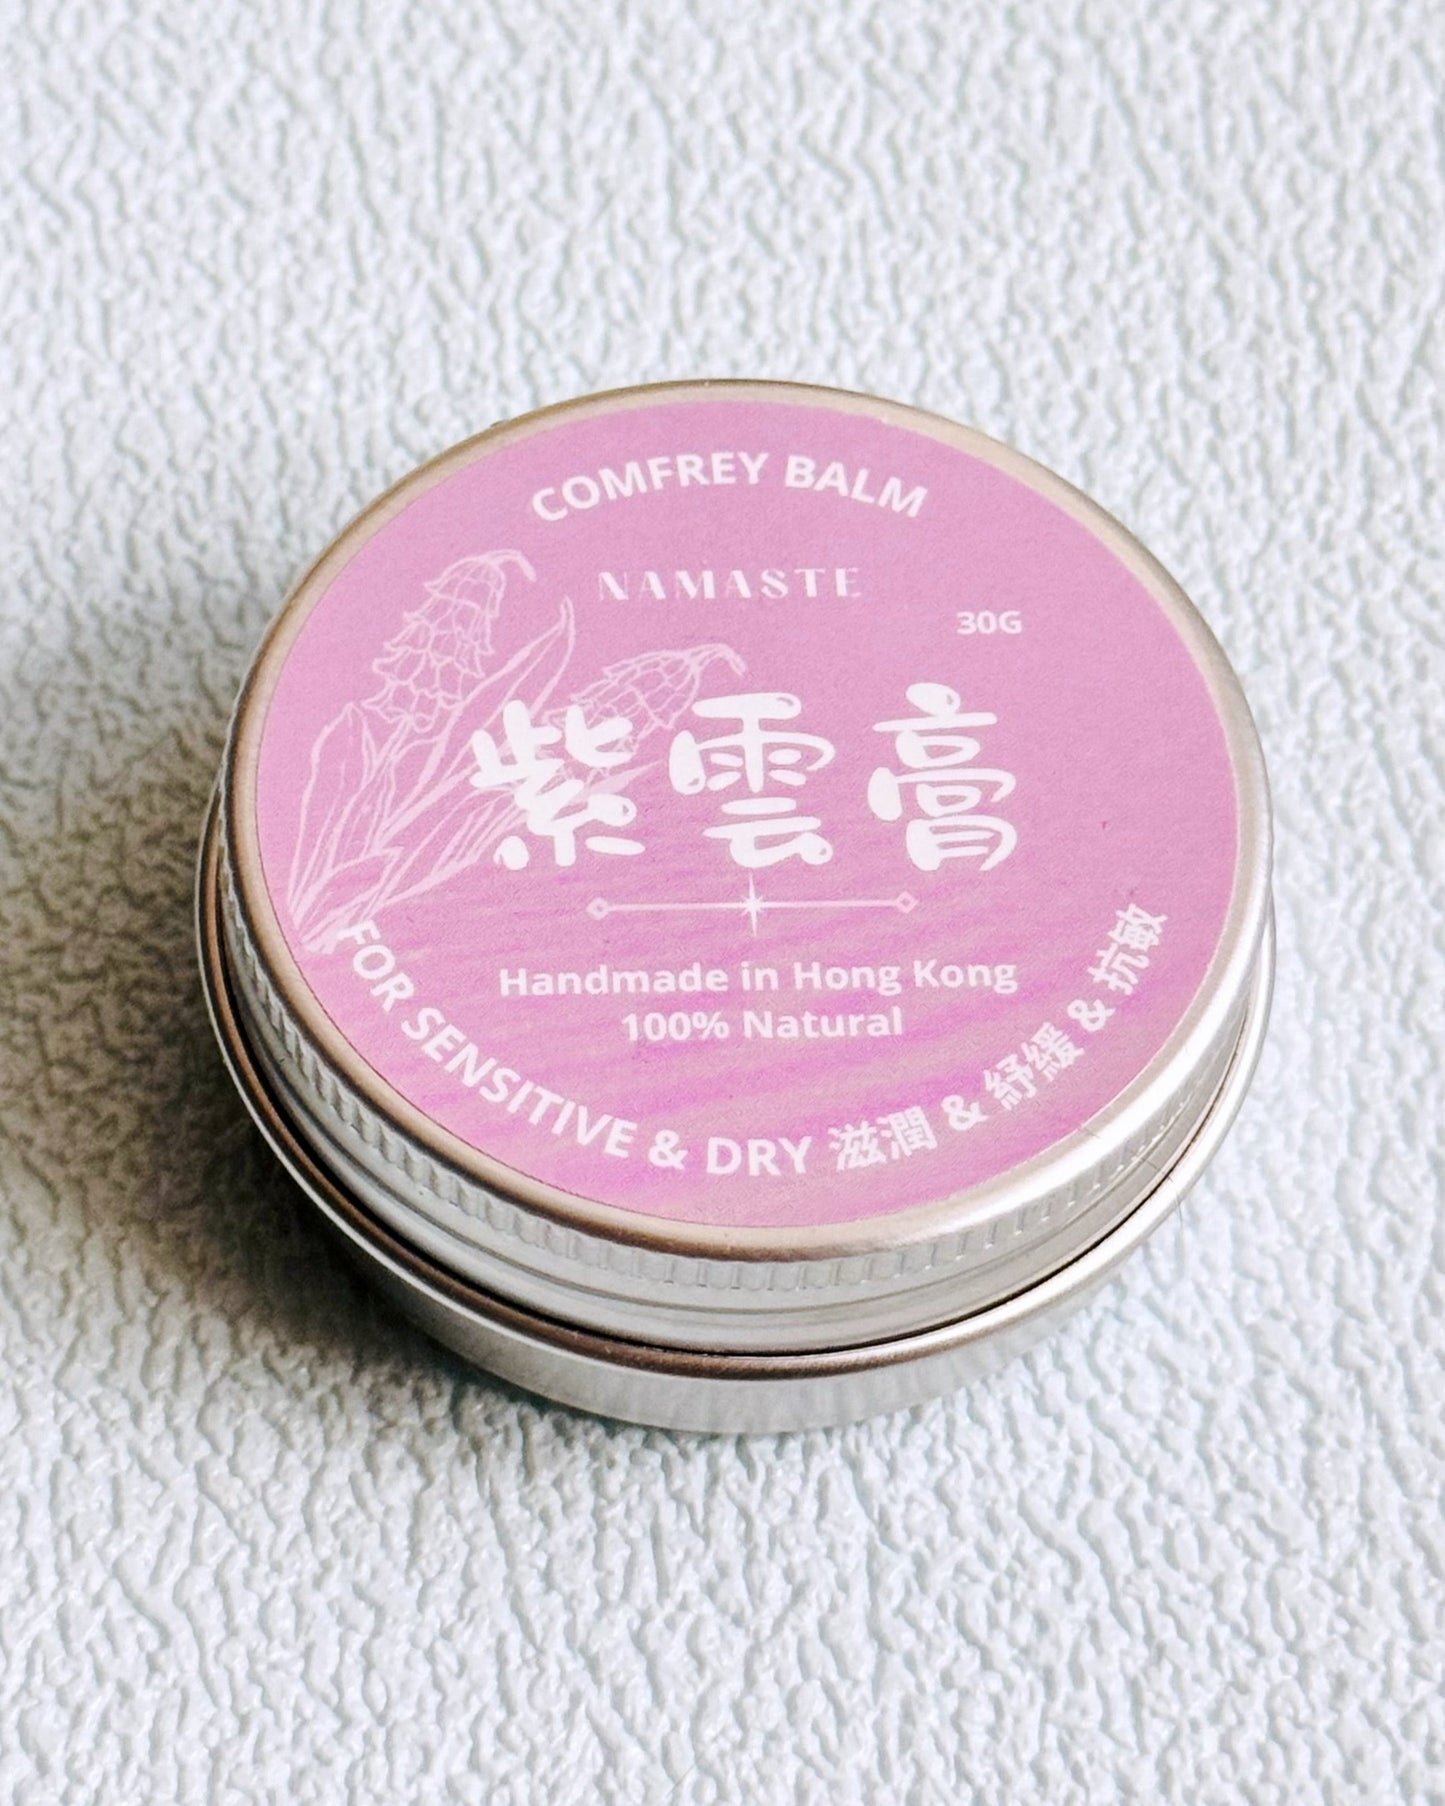 COMFREY BALM
NAMASTE
30G
紫雲膏
Handmade in Hong Kong
100% Natural
FOR SENSITIVE & DRY 滋潤 & 紓緩 & 抗敏